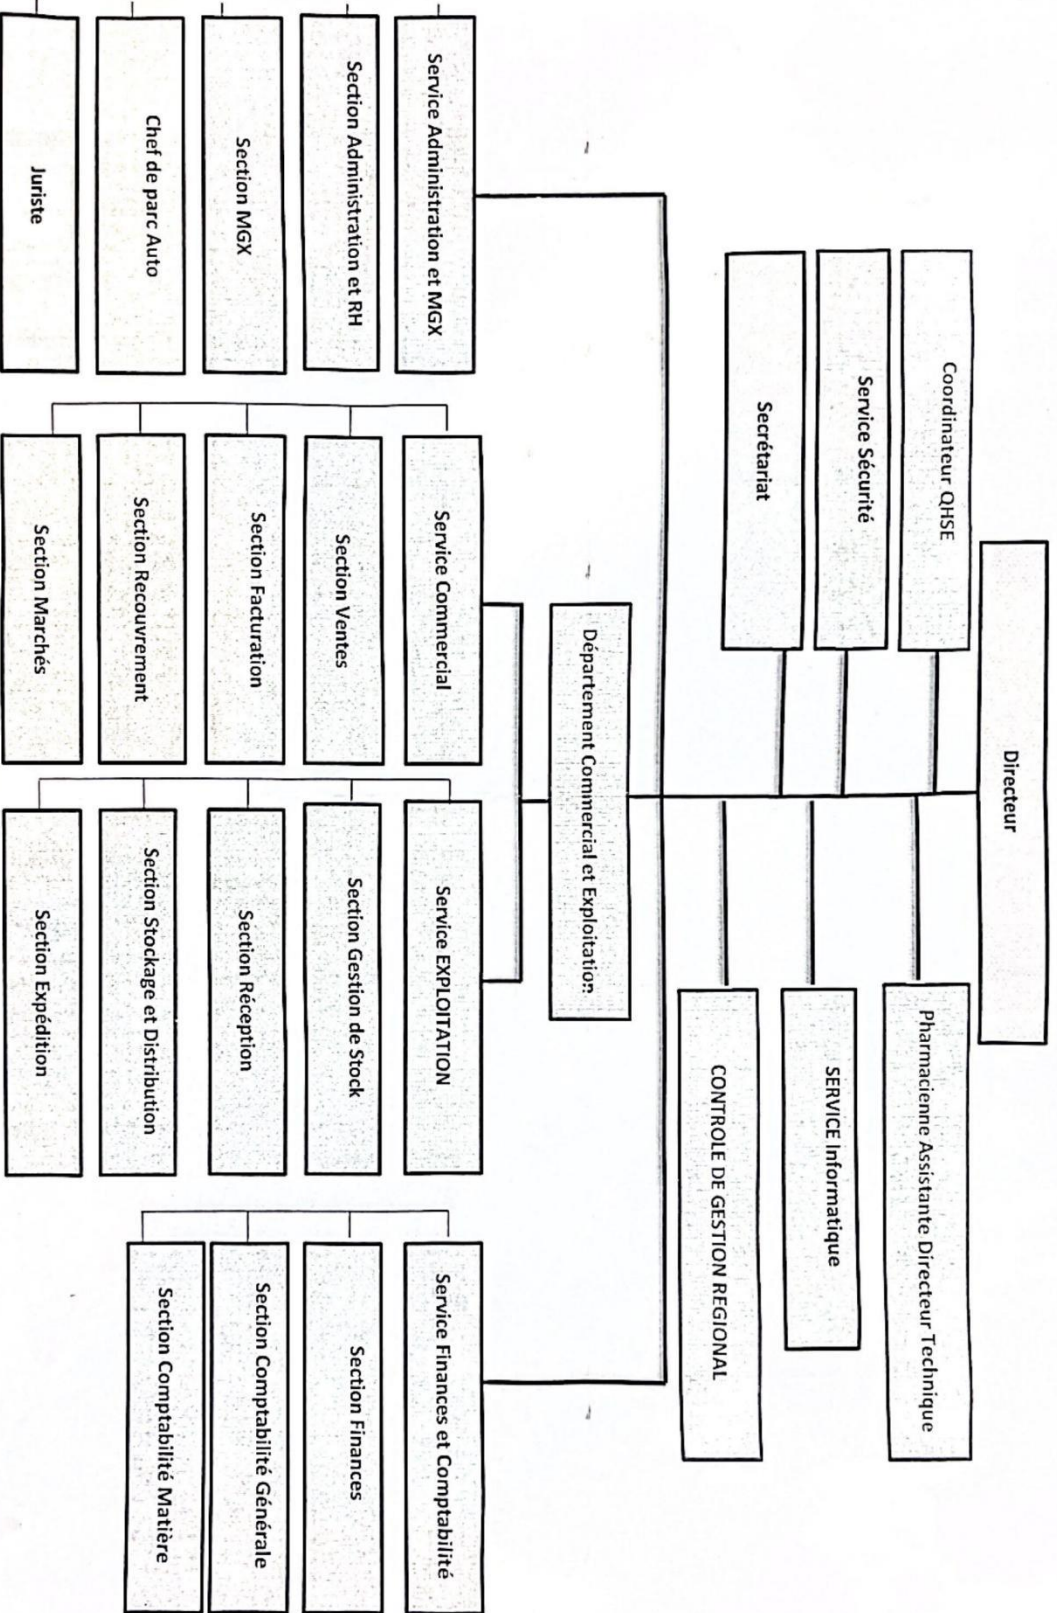 Directeur
Coordinateur QHSE
Pharmacienne Assistante Directeur Technique
Service Sécurité
SERVICE Informatique
Secrétariat
CONTROLE DE GESTION REGIONAL
Département Commercial et Exploitation
Service Administration et MGX
Section Administration et RH
Section MGX
Chef de parc Auto
Juriste
Service Commercial
Section Ventes
Section Facturation
Section Recouvrement
Section Marchés
Service EXPLOITATION
Section Gestion de Stock
Section Réception
Section Stockage et Distribution
Section Expédition
Service Finances et Comptabilité
Section Finances
Section Comptabilité Générale
Section Comptabilité Matière